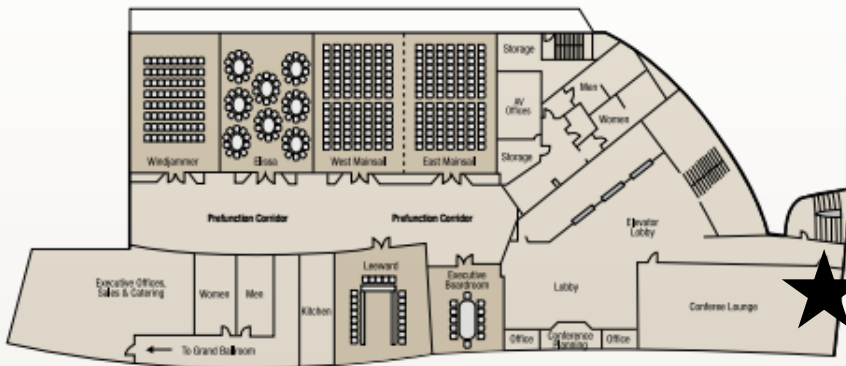 Storage
Men
AV
Offices
Women
Storage
Windjammer
Elissa
West Mainsail
East Mainsail
Prefunction Corridor
Prefunction Corridor
Elevator
Lobby
Executive Offices,
Sales & Catering
Women
Men
Kitchen
Leeward
Executive
Boardroom
Lobby
Conferee Lounge
To Grand Ballroom
Office
Conference
Planning
Office